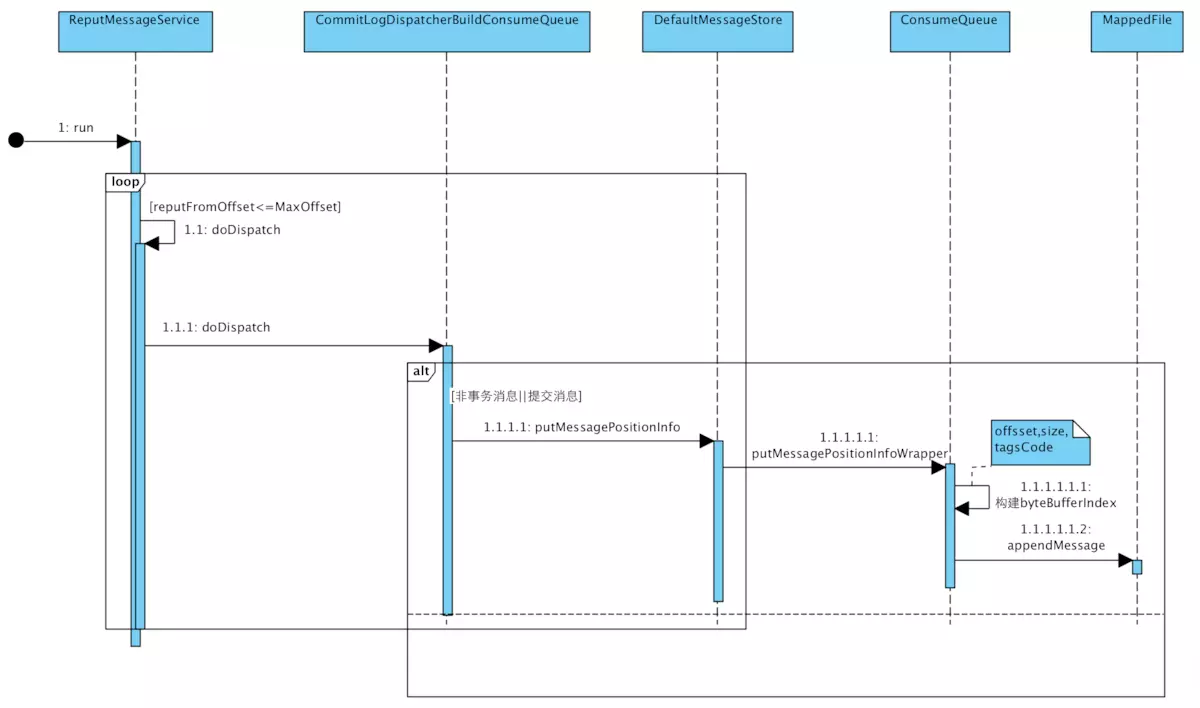 ReputMessageService
CommitLogDispatcherBuildConsumeQueue
DefaultMessageStore
ConsumeQueue
MappedFile
1: run
loop
[reputFromOffset<=MaxOffset]
1.1: doDispatch
1.1.1: doDispatch
alt
[非事务消息||提交消息]
1.1.1.1: putMessagePositionInfo
1.1.1.1.1:
putMessagePositionInfoWrapper
offsset,size,
tagsCode
1.1.1.1.1.1:
构建byteBufferIndex
1.1.1.1.1.2:
appendMessage